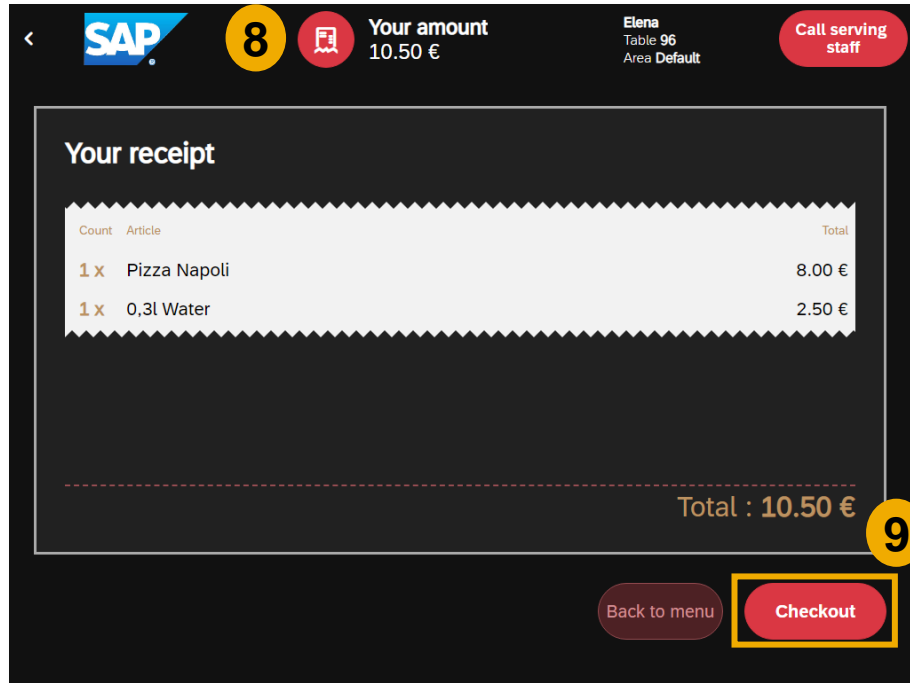 SAP
8
Your amount
10.50 €
Elena
Table 96
Area Default
Call serving
staff
Your receipt
Count Article Total
1 x Pizza Napoli 8.00 €
1 x 0,3l Water 2.50 €
Total : 10.50 €
9
Back to menu
Checkout